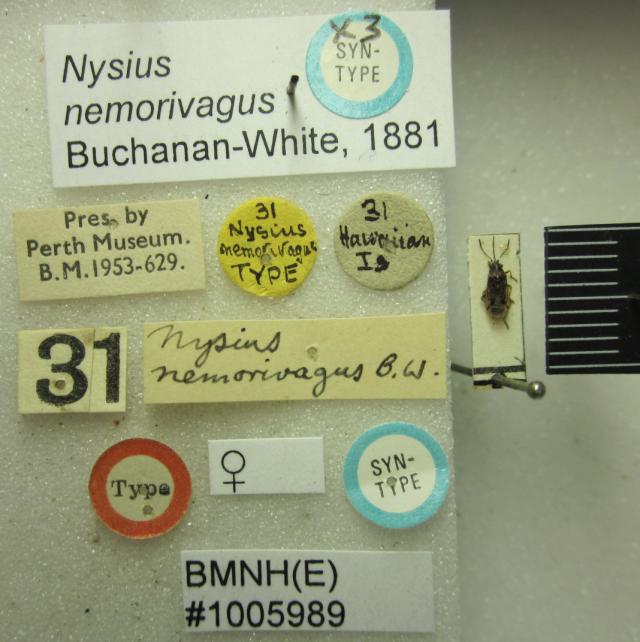 Nysius
nemorivagus
Buchanan-White, 1881
X3
SYN-
TYPE
Pres. by
Perth Museum.
B.M.1953-629.
31
Nysius
nemorivagus
TYPE
31
Hawaiian
Is
31
Nysius
nemorivagus B.W.
Type
♀
SYN-
TYPE
BMNH(E)
#1005989